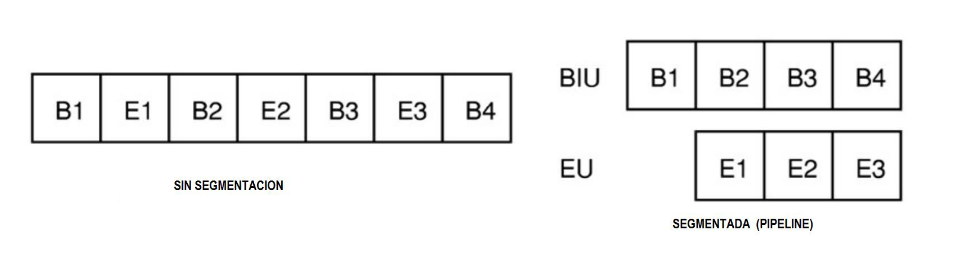 B1 E1 B2 E2 B3 E3 B4
SIN SEGMENTACION
BIU B1 B2 B3 B4
EU E1 E2 E3
SEGMENTADA (PIPELINE)